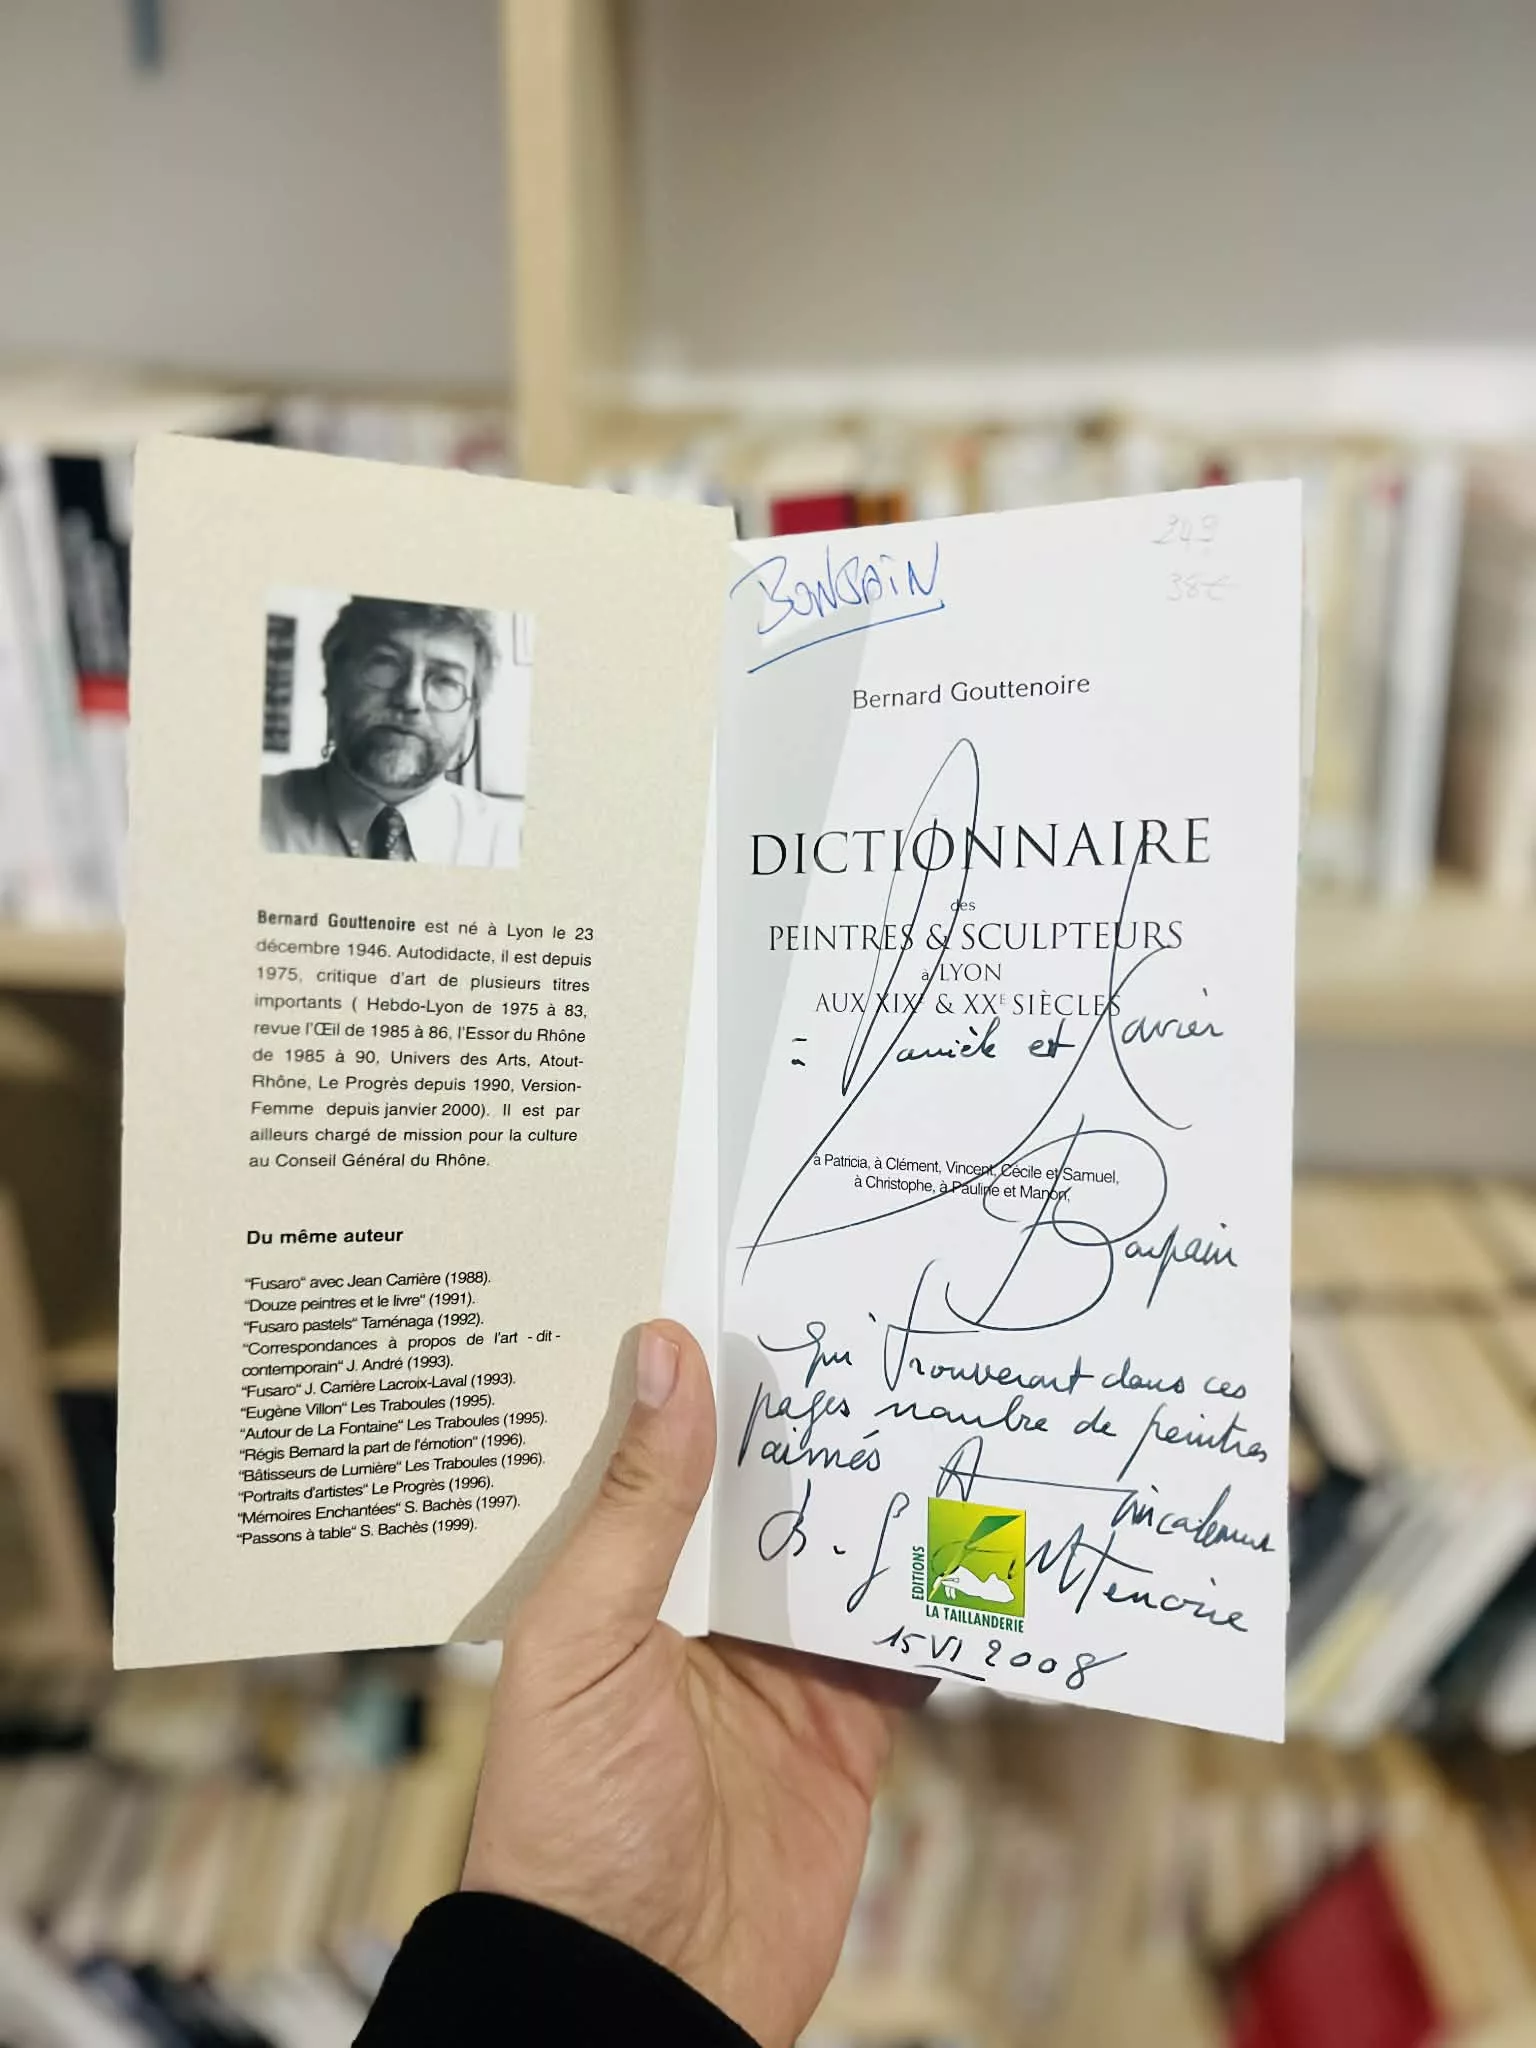 Bernard Gouttenoire est né à Lyon le 23
décembre 1946. Autodidacte, il est depuis
1975, critique d'art de plusieurs titres
importants ( Hebdo-Lyon de 1975 à 83,
revue l'Œil de 1985 à 86, l'Essor du Rhône
de 1985 à 90, Univers des Arts, Atout-
Rhône, Le Progrès depuis 1990, Version-
Femme depuis janvier 2000). Il est par
ailleurs chargé de mission pour la culture
au Conseil Général du Rhône.
Du même auteur
"Fusaro" avec Jean Carrière (1988).
"Douze peintres et le livre" (1991).
"Fusaro pastels" Taménaga (1992).
"Correspondances à propos de l'art - dit -
contemporain" J. André (1993).
"Fusaro" J. Carrière Lacroix-Laval (1993).
"Eugène Villon" Les Traboules (1995).
"Autour de La Fontaine" Les Traboules (1995).
"Régis Bernard la part de l'émotion" (1996).
"Bâtisseurs de Lumière" Les Traboules (1996).
"Portraits d'artistes" Le Progrès (1996).
"Mémoires Enchantées" S. Bachès (1997).
"Passons à table" S. Bachès (1999).
249
38€
Bernard Gouttenoire
DICTIONNAIRE
des
PEINTRES & SCULPTEURS
à LYON
AUX XIXE & XXE SIÈCLES
à Danièle et Xavier
à Patricia, à Clément, Vincent, Cécile et Samuel,
à Christophe, à Pauline et Manon,
qui trouveront dans ces
pages nombre de peintres
aimés
Amicalement
B. Gouttenoire
EDITIONS
LA TAILLANDERIE
15 VI 2008